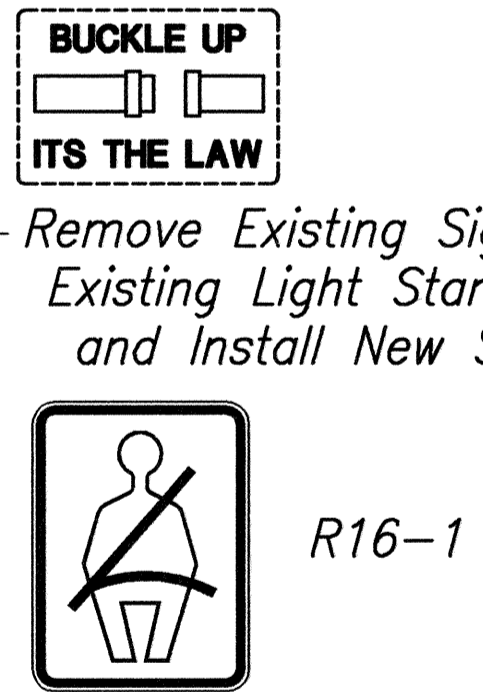 BUCKLE UP
ITS THE LAW
Remove Existing
Existing Light
and Install New
R16-1